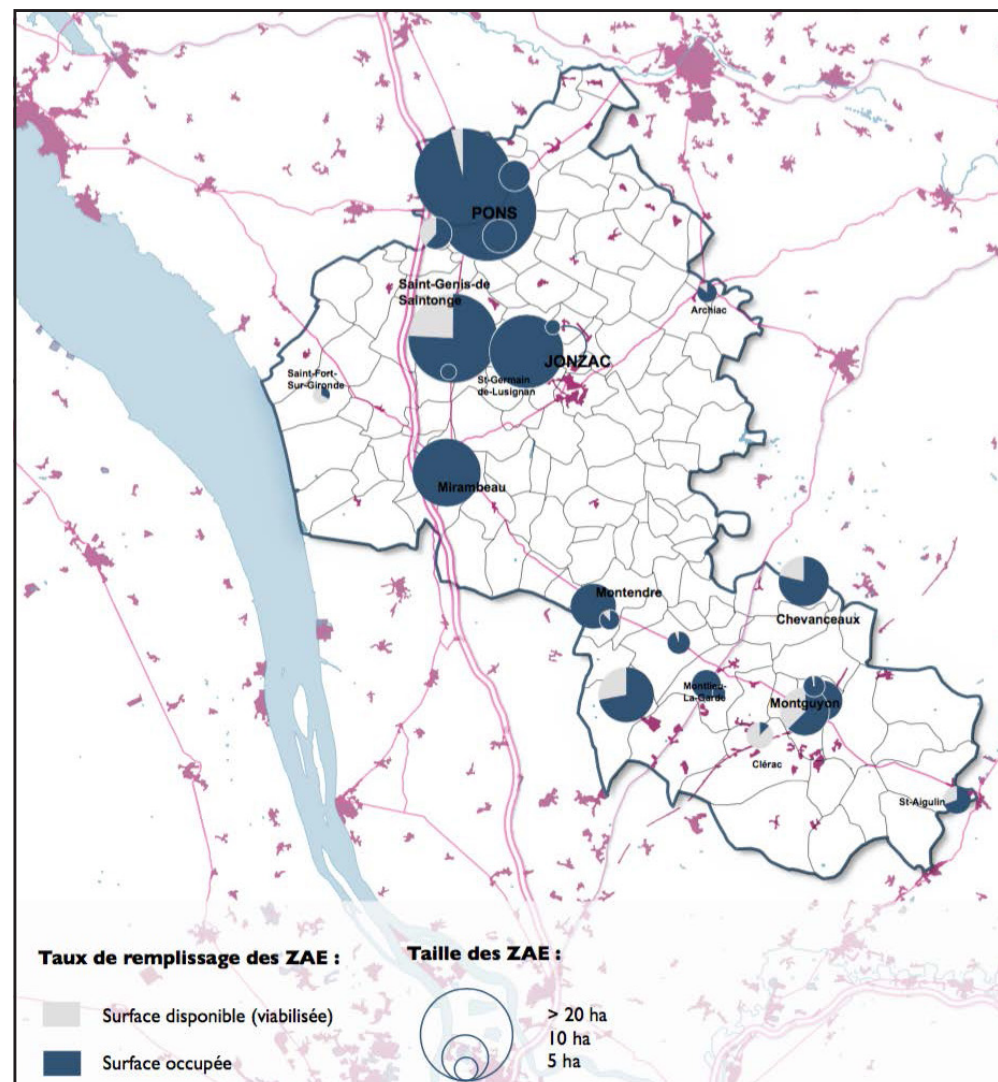 PONS
Saint-Genis-de
Saintonge
Archiac
JONZAC
Saint-Fort-
Sur-Gironde
St-Germain
de-Lusignan
Mirambeau
Montendre
Chevanceaux
Montlieu-
La-Garde
Montguyon
Clérac
St-Aigulin
Taux de remplissage des ZAE :
Surface disponible (viabilisée)
Surface occupée
Taille des ZAE :
> 20 ha
10 ha
5 ha